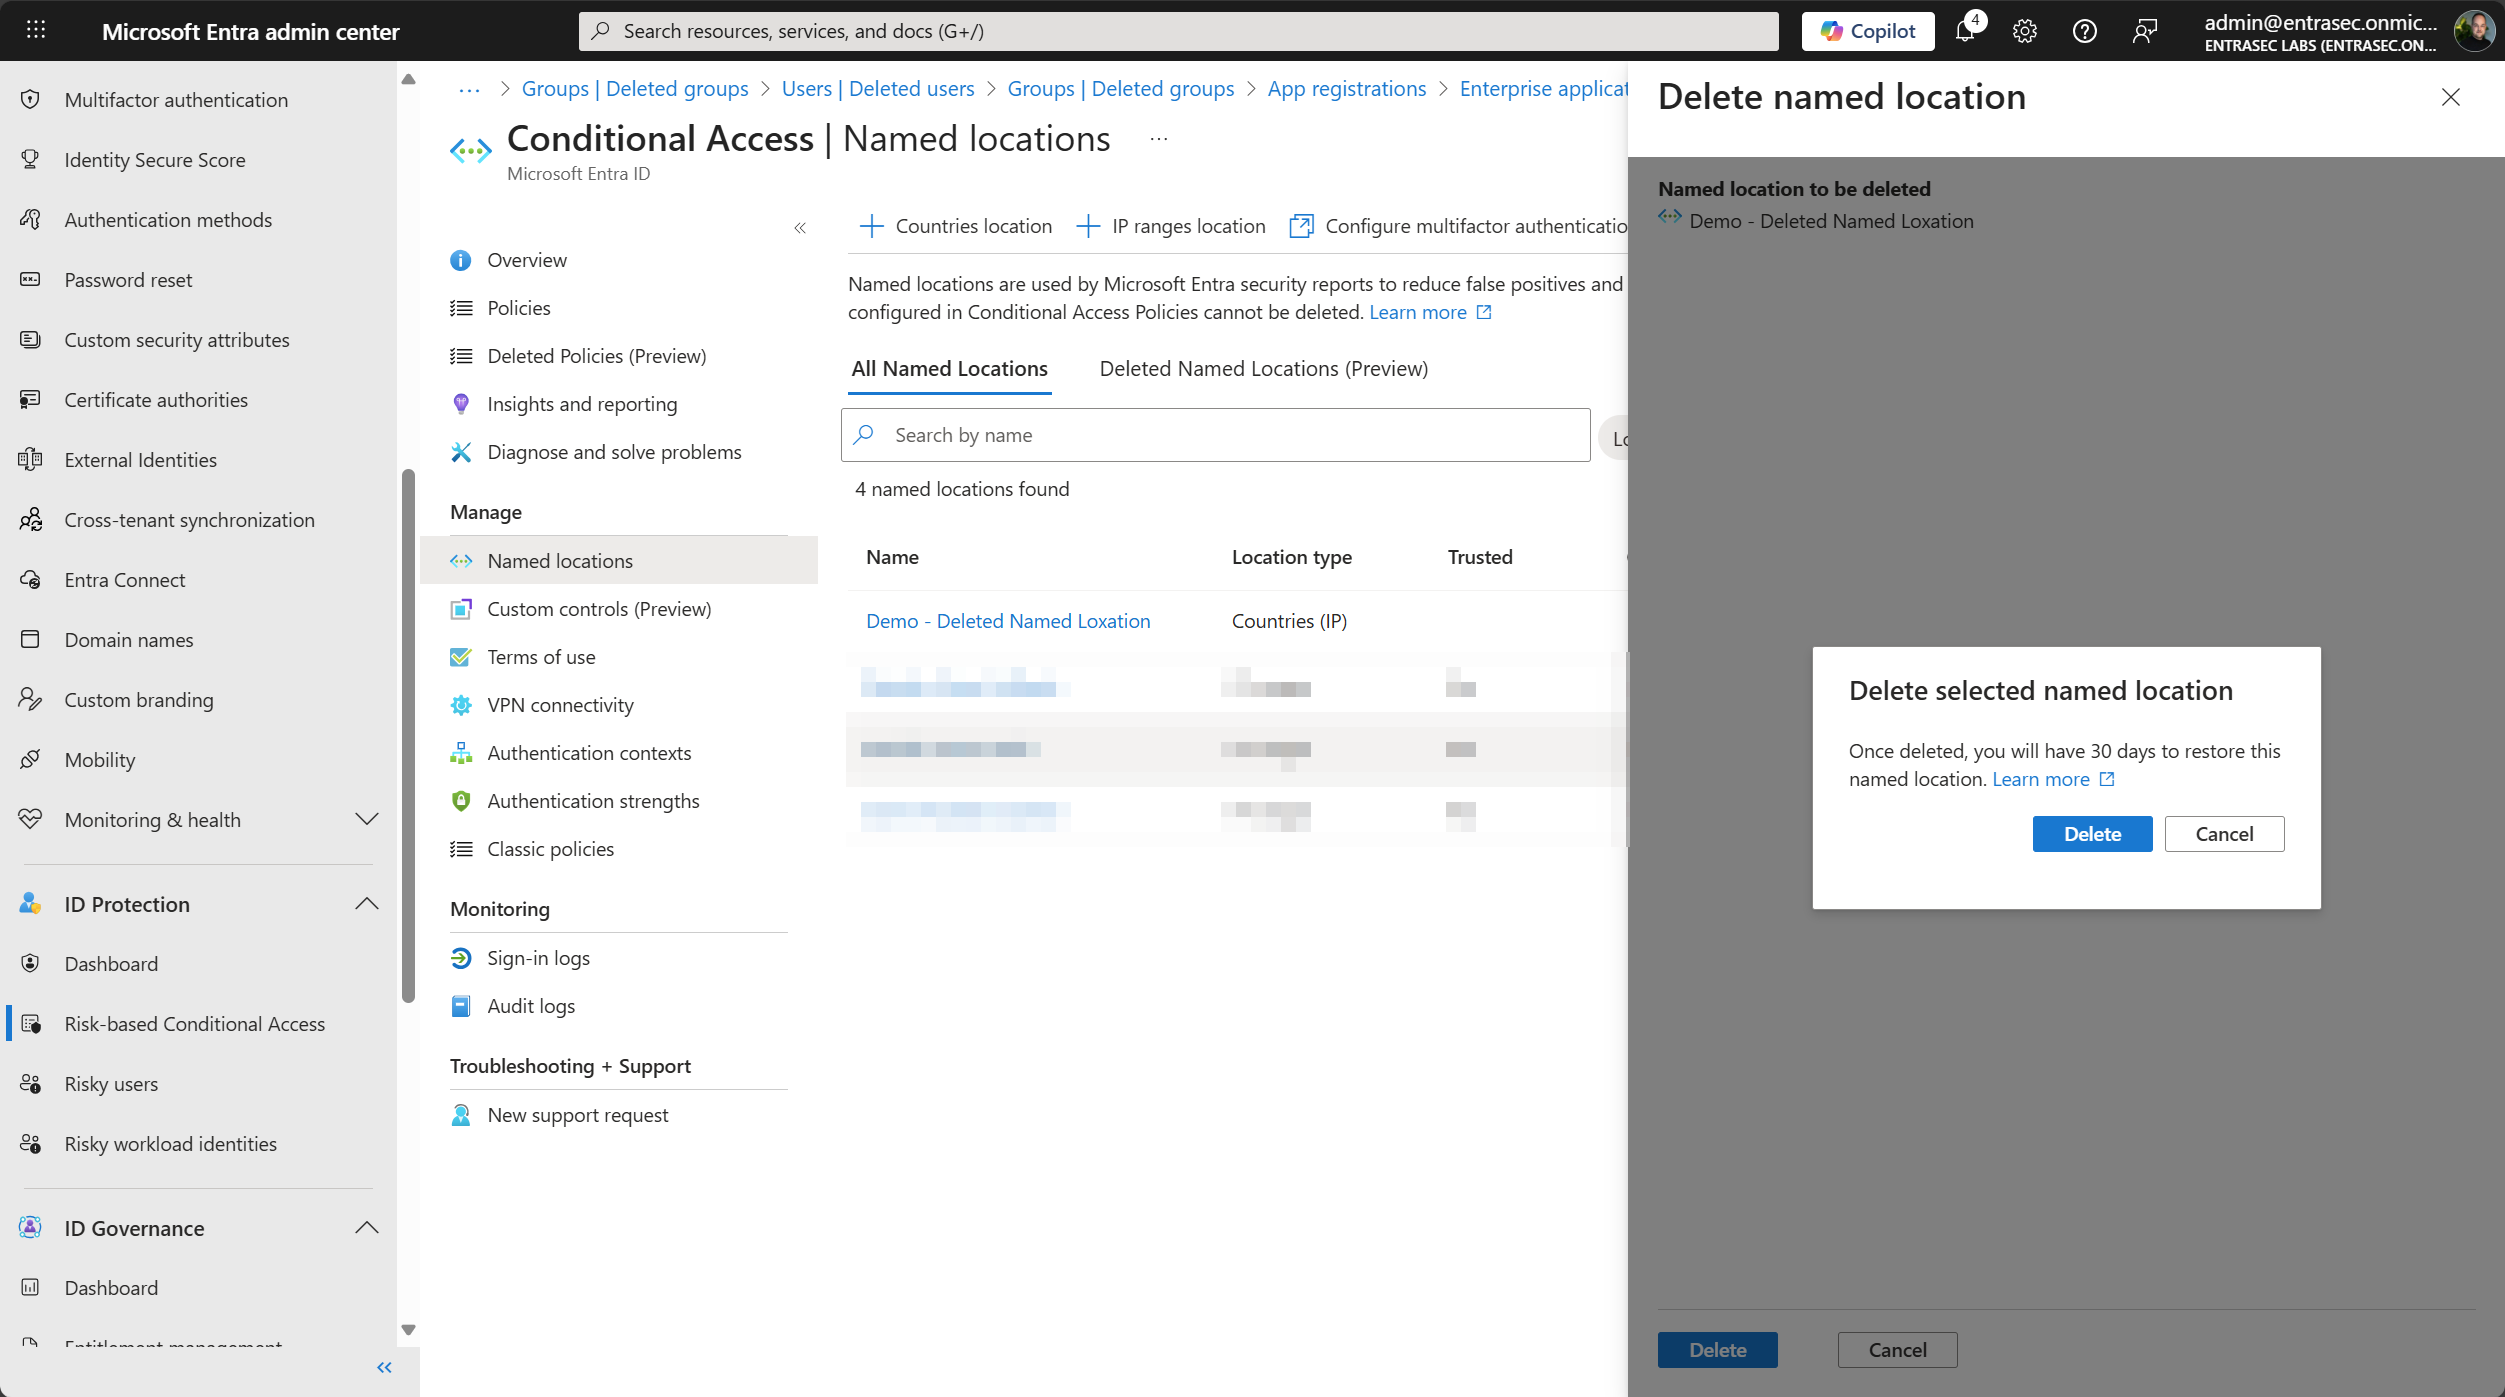 Microsoft Entra admin center
Search resources, services, and docs (G+/)
Copilot
4
admin@entrasec.onmic...
ENTRASEC LABS (ENTRASEC.ON...
Multifactor authentication
Identity Secure Score
Authentication methods
Password reset
Custom security attributes
Certificate authorities
External Identities
Cross-tenant synchronization
Entra Connect
Domain names
Custom branding
Mobility
Monitoring & health
ID Protection
Dashboard
Risk-based Conditional Access
Risky users
Risky workload identities
ID Governance
Dashboard
Entitlement management
... > Groups | Deleted groups > Users | Deleted users > Groups | Deleted groups > App registrations > Enterprise applicat
Conditional Access | Named locations ...
Microsoft Entra ID
Overview
Policies
Deleted Policies (Preview)
Insights and reporting
Diagnose and solve problems
Manage
Named locations
Custom controls (Preview)
Terms of use
VPN connectivity
Authentication contexts
Authentication strengths
Classic policies
Monitoring
Sign-in logs
Audit logs
Troubleshooting + Support
New support request
Countries location
IP ranges location
Configure multifactor authenticatio
Named locations are used by Microsoft Entra security reports to reduce false positives and
configured in Conditional Access Policies cannot be deleted. Learn more
All Named Locations
Deleted Named Locations (Preview)
Search by name
Lo
4 named locations found
Name Location type Trusted
Demo - Deleted Named Loxation Countries (IP)
Delete named location
Named location to be deleted
Demo - Deleted Named Loxation
Delete selected named location
Once deleted, you will have 30 days to restore this
named location. Learn more
Delete
Cancel
Delete
Cancel